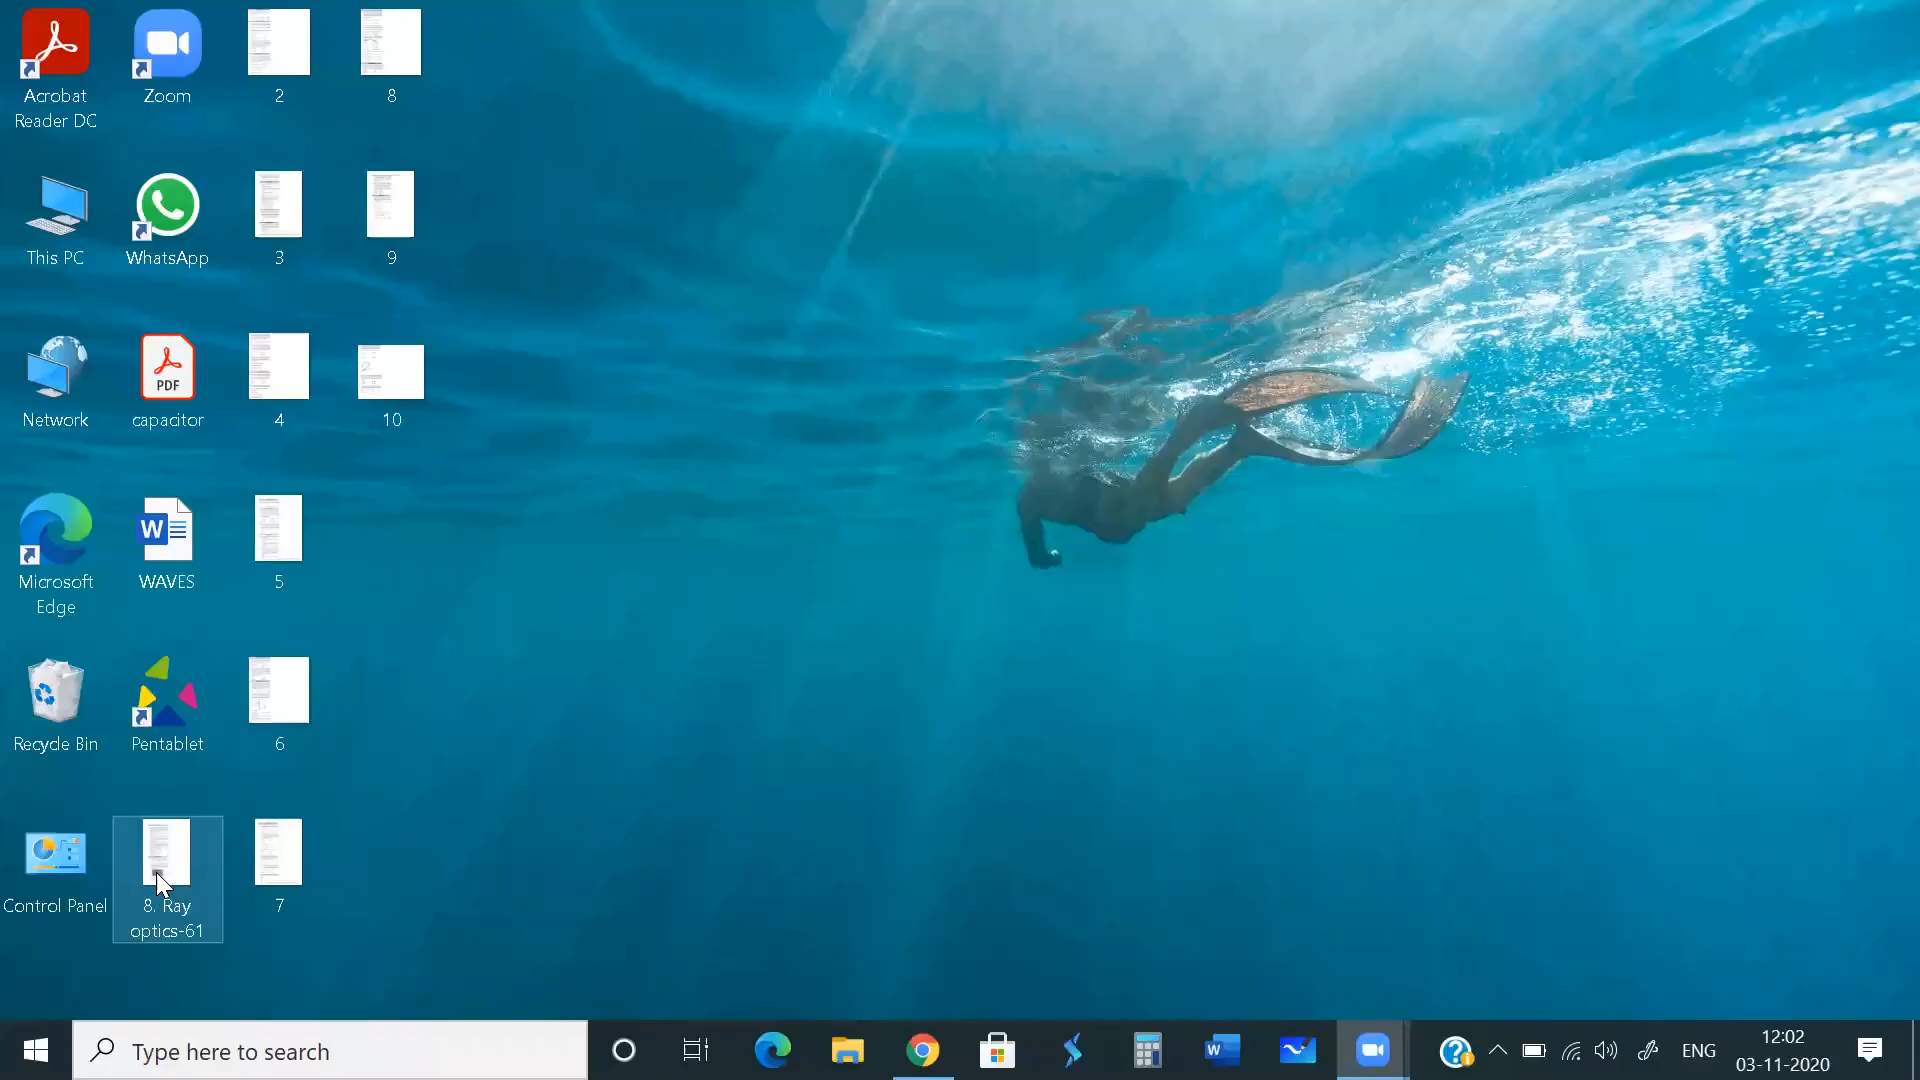 Acrobat
Reader DC
Zoom
2
8
This PC
WhatsApp
3
9
Network
PDF
capacitor
4
10
Microsoft
Edge
W
WAVES
5
Recycle Bin
Pentablet
6
Control Panel
8. Ray
optics-61
7
Type here to search
W
ENG
12:02
03-11-2020